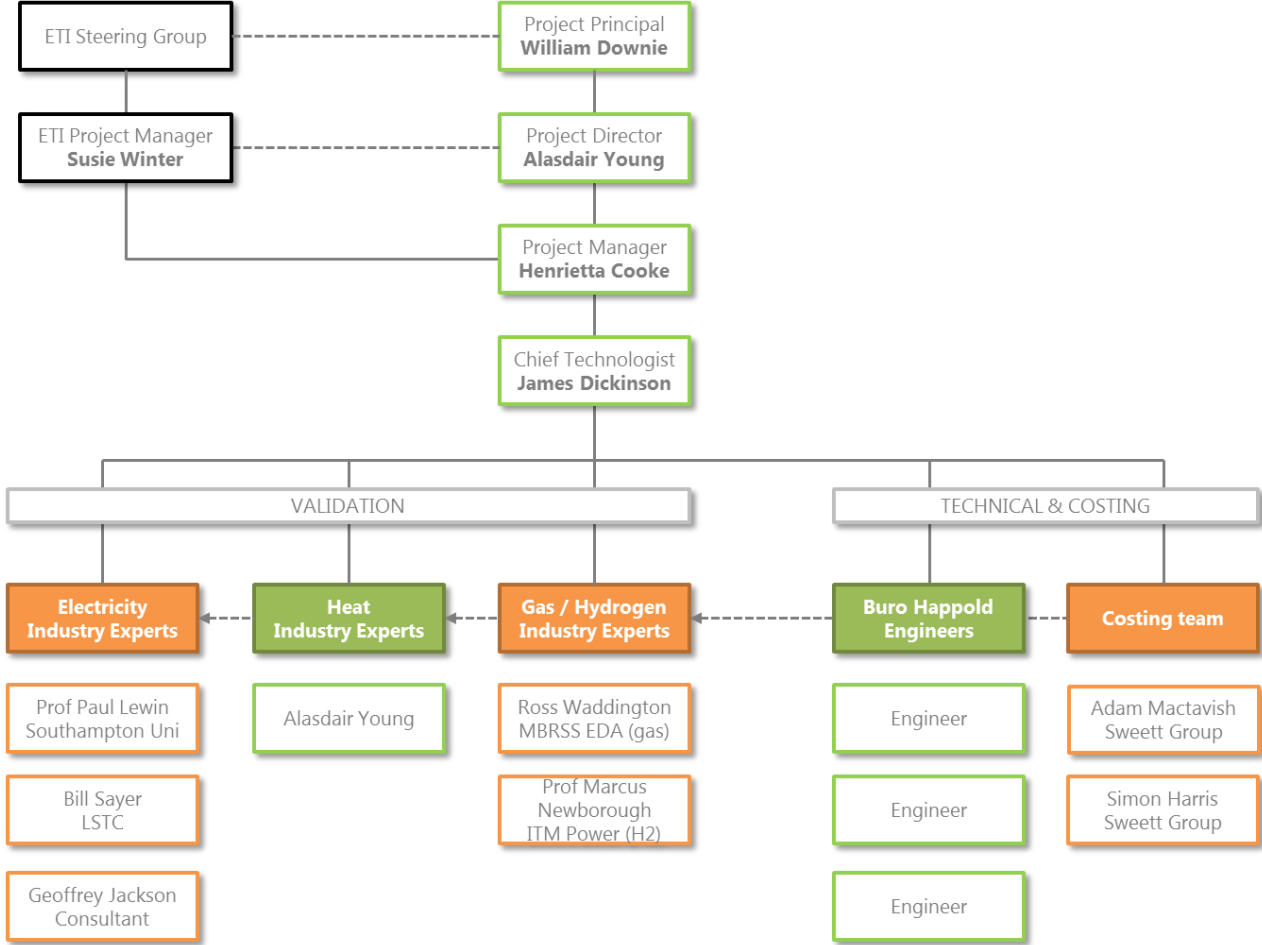 ETI Steering Group
Project Principal
William Downie
ETI Project Manager
Susie Winter
Project Director
Alasdair Young
Project Manager
Henrietta Cooke
Chief Technologist
James Dickinson
VALIDATION
TECHNICAL & COSTING
Electricity
Industry Experts
Heat
Industry Experts
Gas / Hydrogen
Industry Experts
Buro Happold
Engineers
Costing team
Prof Paul Lewin
Southampton Uni
Alasdair Young
Ross Waddington
MBRSS EDA (gas)
Engineer
Adam Mactavish
Sweett Group
Bill Sayer
LSTC
Prof Marcus
Newborough
ITM Power (H2)
Engineer
Simon Harris
Sweett Group
Geoffrey Jackson
Consultant
Engineer